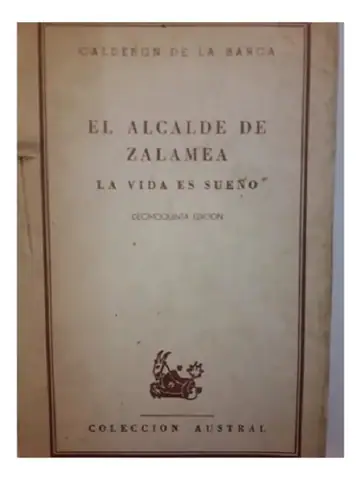 CALDERON DE LA BARCA
EL ALCALDE DE
ZALAMEA
LA VIDA ES SUEÑO
DECIMOQUINTA EDICION
COLECCION AUSTRAL